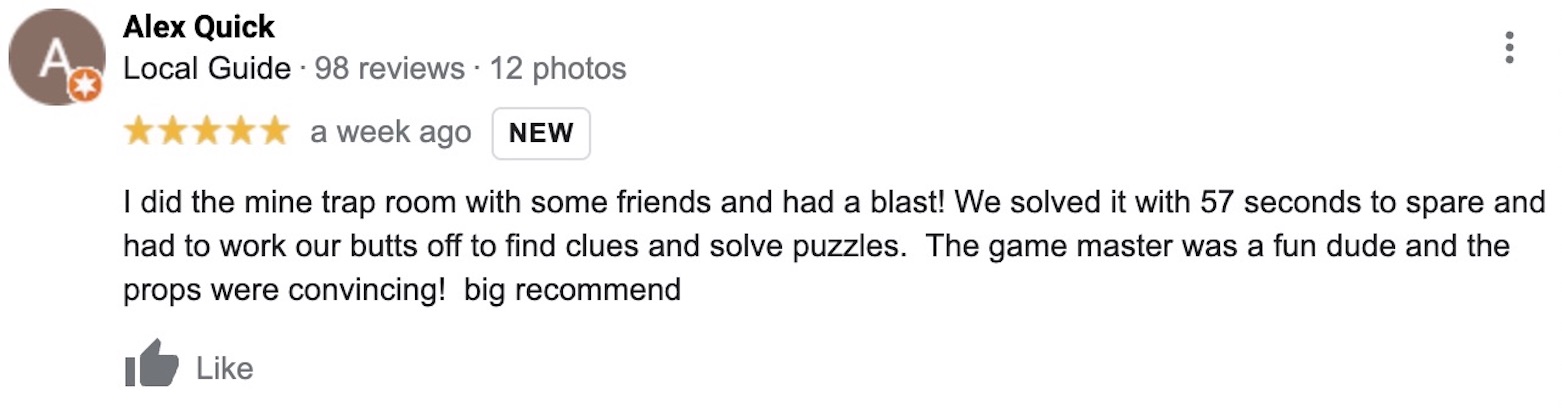 A
Alex Quick
Local Guide · 98 reviews · 12 photos
a week ago NEW
I did the mine trap room with some friends and had a blast! We solved it with 57 seconds to spare and
had to work our butts off to find clues and solve puzzles.  The game master was a fun dude and the
props were convincing!  big recommend
Like